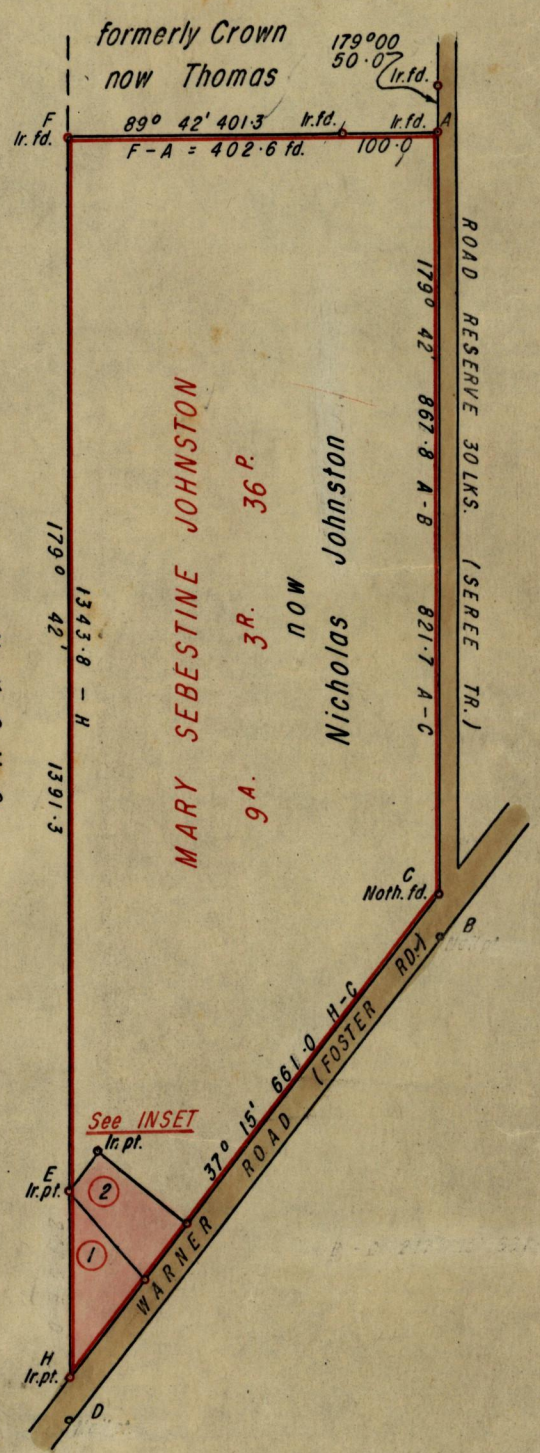 formerly Crown
now Thomas
179°00
50·0
Ir.fd.
F
Ir. fd.
89° 42' 401·3
Ir.fd.
Ir.fd.
A
F-A = 402·6 fd.
100·0
ROAD RESERVE 30 LKS. (SEREE TR.)
179° 42' 867·8 A-B 821·7 A-C
MARY SEBESTINE JOHNSTON
9A. 3R. 36P.
now
Nicholas Johnston
1343·8 - H
179° 42' 1391·3
C
Noth. fd.
B
37° 15' 661·0 H-C
WARNER ROAD (FOSTER RD.)
See INSET
Ir. pt.
E
Ir.pt.
2
1
H
Ir.pt.
D